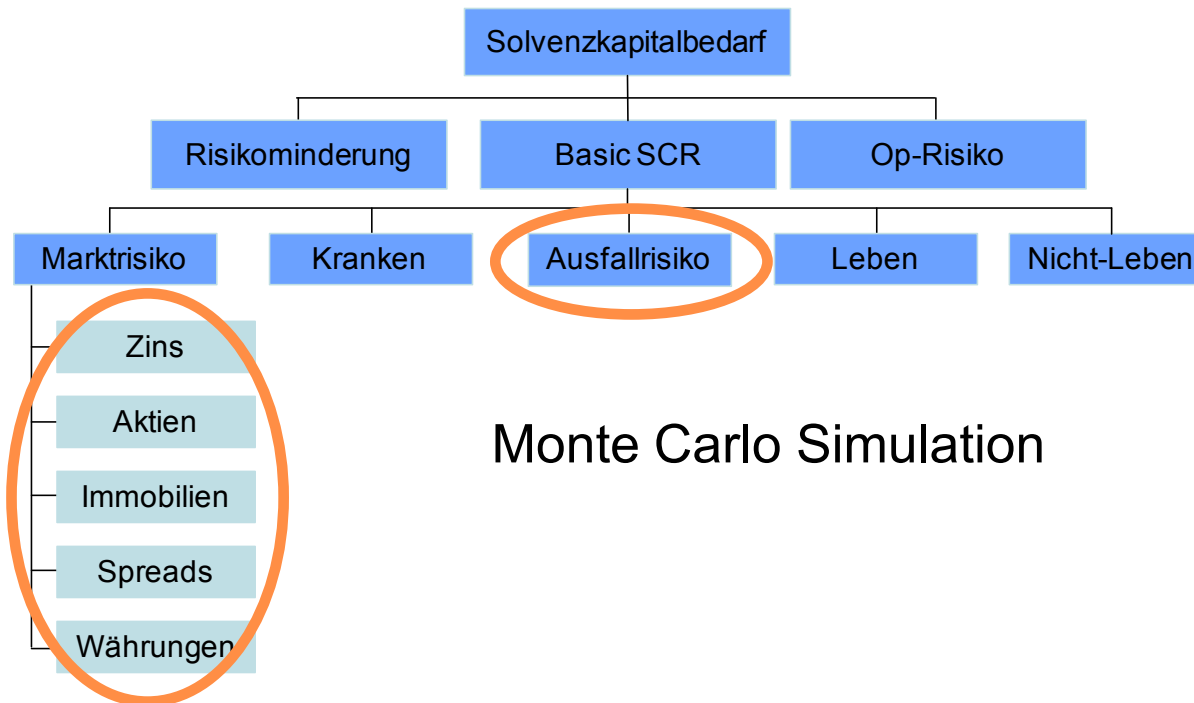 Solvenzkapitalbedarf
Risikominderung
Basic SCR
Op-Risiko
Marktrisiko
Kranken
Ausfallrisiko
Leben
Nicht-Leben
Zins
Aktien
Immobilien
Spreads
Währungen
Monte Carlo Simulation